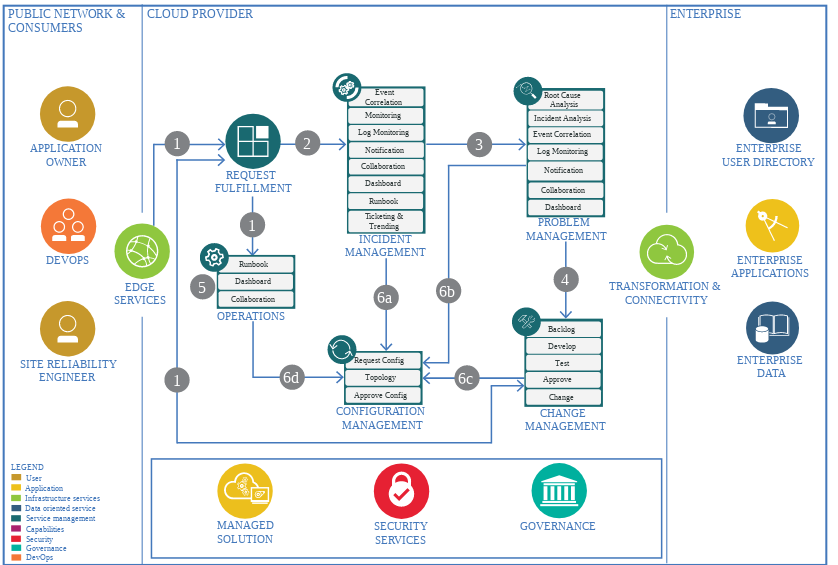 PUBLIC NETWORK &
CONSUMERS
CLOUD PROVIDER
ENTERPRISE
APPLICATION
OWNER
DEVOPS
SITE RELIABILITY
ENGINEER
EDGE
SERVICES
1
REQUEST
FULFILLMENT
2
1
Event
Correlation
Monitoring
Log Monitoring
Notification
Collaboration
Dashboard
Runbook
Ticketing &
Trending
INCIDENT
MANAGEMENT
3
Root Cause
Analysis
Incident Analysis
Event Correlation
Log Monitoring
Notification
Collaboration
Dashboard
PROBLEM
MANAGEMENT
5
Runbook
Dashboard
Collaboration
OPERATIONS
6a
6b
4
1
6d
Request Config
Topology
Approve Config
CONFIGURATION
MANAGEMENT
6c
Backlog
Develop
Test
Approve
Change
CHANGE
MANAGEMENT
TRANSFORMATION &
CONNECTIVITY
ENTERPRISE
USER DIRECTORY
ENTERPRISE
APPLICATIONS
ENTERPRISE
DATA
MANAGED
SOLUTION
SECURITY
SERVICES
GOVERNANCE
LEGEND
User
Application
Infrastructure services
Data oriented service
Service management
Capabilities
Security
Governance
DevOps